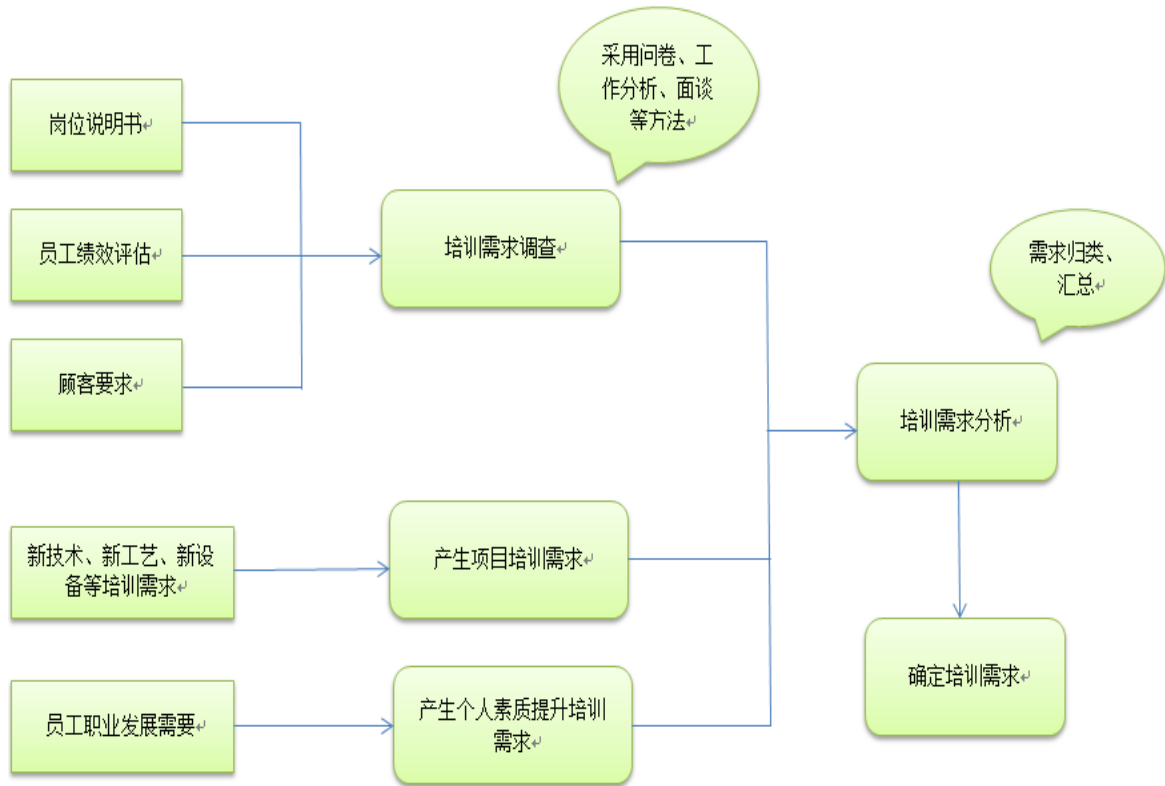 采用问卷、工
作分析、面谈
等方法↵
岗位说明书↵
员工绩效评估↵
培训需求调查↵
需求归类、
汇总↵
顾客要求↵
培训需求分析↵
新技术、新工艺、新设
备等培训需求↵
产生项目培训需求↵
确定培训需求↵
员工职业发展需要↵
产生个人素质提升培训
需求↵